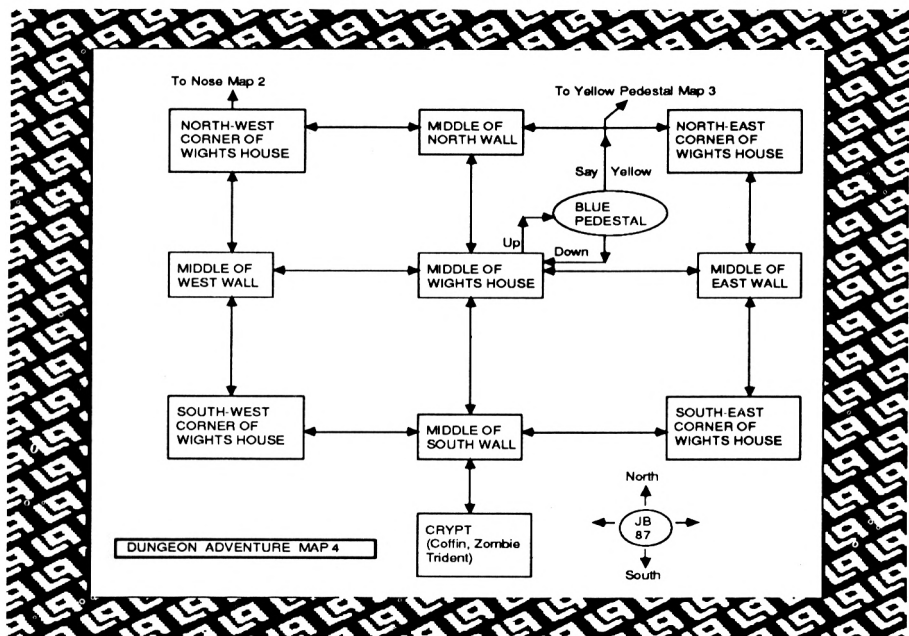 To Nose Map 2
To Yellow Pedestal Map 3
NORTH-WEST
CORNER OF
WIGHTS HOUSE
MIDDLE OF
NORTH WALL
NORTH-EAST
CORNER OF
WIGHTS HOUSE
Say Yellow
BLUE
PEDESTAL
Up
Down
MIDDLE OF
WEST WALL
MIDDLE OF
WIGHTS HOUSE
MIDDLE OF
EAST WALL
SOUTH-WEST
CORNER OF
WIGHTS HOUSE
MIDDLE OF
SOUTH WALL
SOUTH-EAST
CORNER OF
WIGHTS HOUSE
North
JB
87
South
CRYPT
(Coffin, Zombie
Trident)
DUNGEON ADVENTURE MAP 4